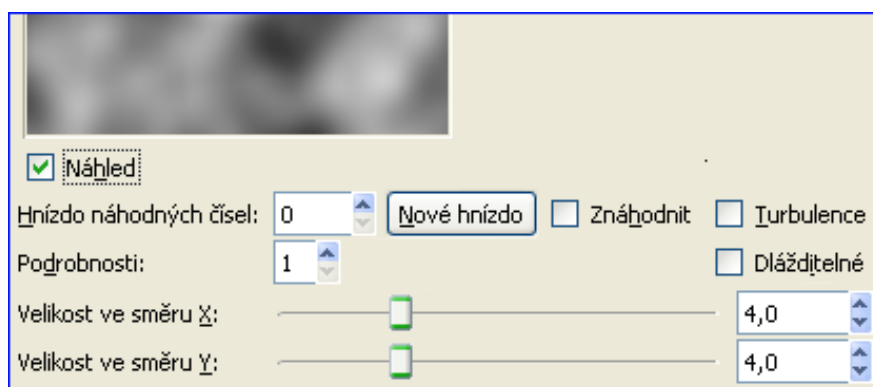 Náhled
Hnízdo náhodných čísel: 0 Nové hnízdo Znáhodnit Turbulence
Podrobnosti: 1 Dlážditelné
Velikost ve směru X: 4,0
Velikost ve směru Y: 4,0